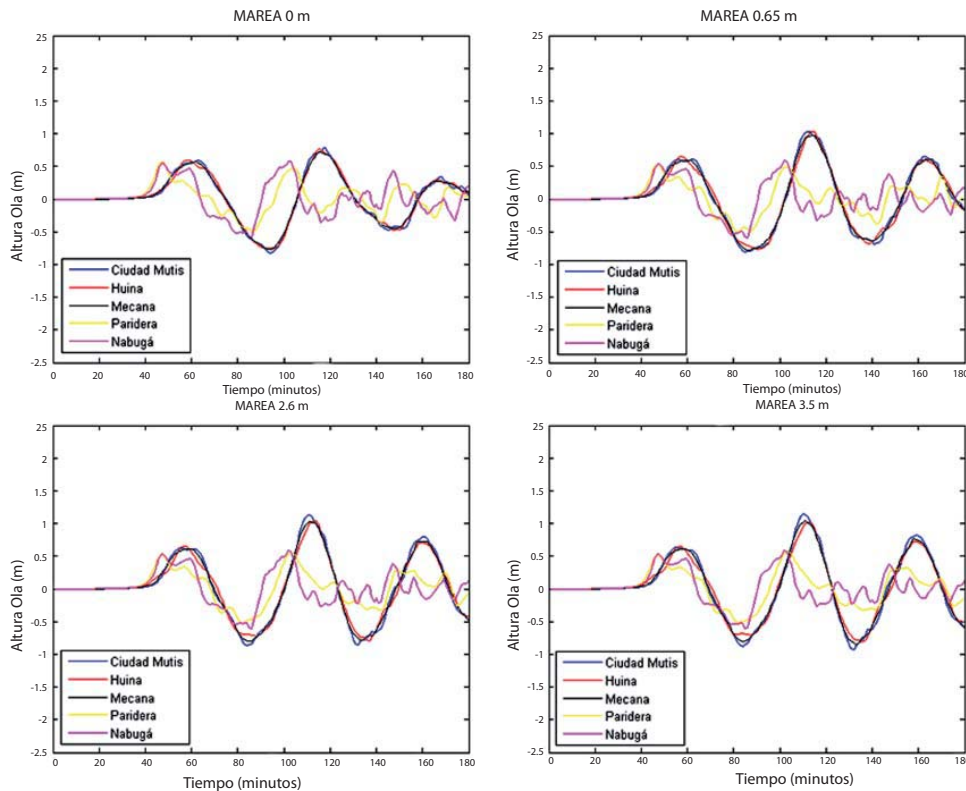 MAREA 0 m
25
2
1.5
1
0.5
0
-0.5
-1
-1.5
-2
-2.5
Altura Ola (m)
Ciudad Mutis
Huina
Mecana
Paridera
Nabugá
0 20 40 60 80 100 120 140 160 180
Tiempo (minutos)
MAREA 0.65 m
25
2
1.5
1
0.5
0
-0.5
-1
-1.5
-2
-2.5
Altura Ola (m)
Ciudad Mutis
Huina
Mecana
Paridera
Nabugá
0 20 40 60 80 100 120 140 160 180
Tiempo (minutos)
MAREA 2.6 m
25
2
1.5
1
0.5
0
-0.5
-1
-1.5
-2
-2.5
Altura Ola (m)
Ciudad Mutis
Huina
Mecana
Paridera
Nabugá
0 20 40 60 80 100 120 140 160 180
Tiempo (minutos)
MAREA 3.5 m
25
2
1.5
1
0.5
0
-0.5
-1
-1.5
-2
-2.5
Altura Ola (m)
Ciudad Mutis
Huina
Mecana
Paridera
Nabugá
0 20 40 60 80 100 120 140 160 180
Tiempo (minutos)